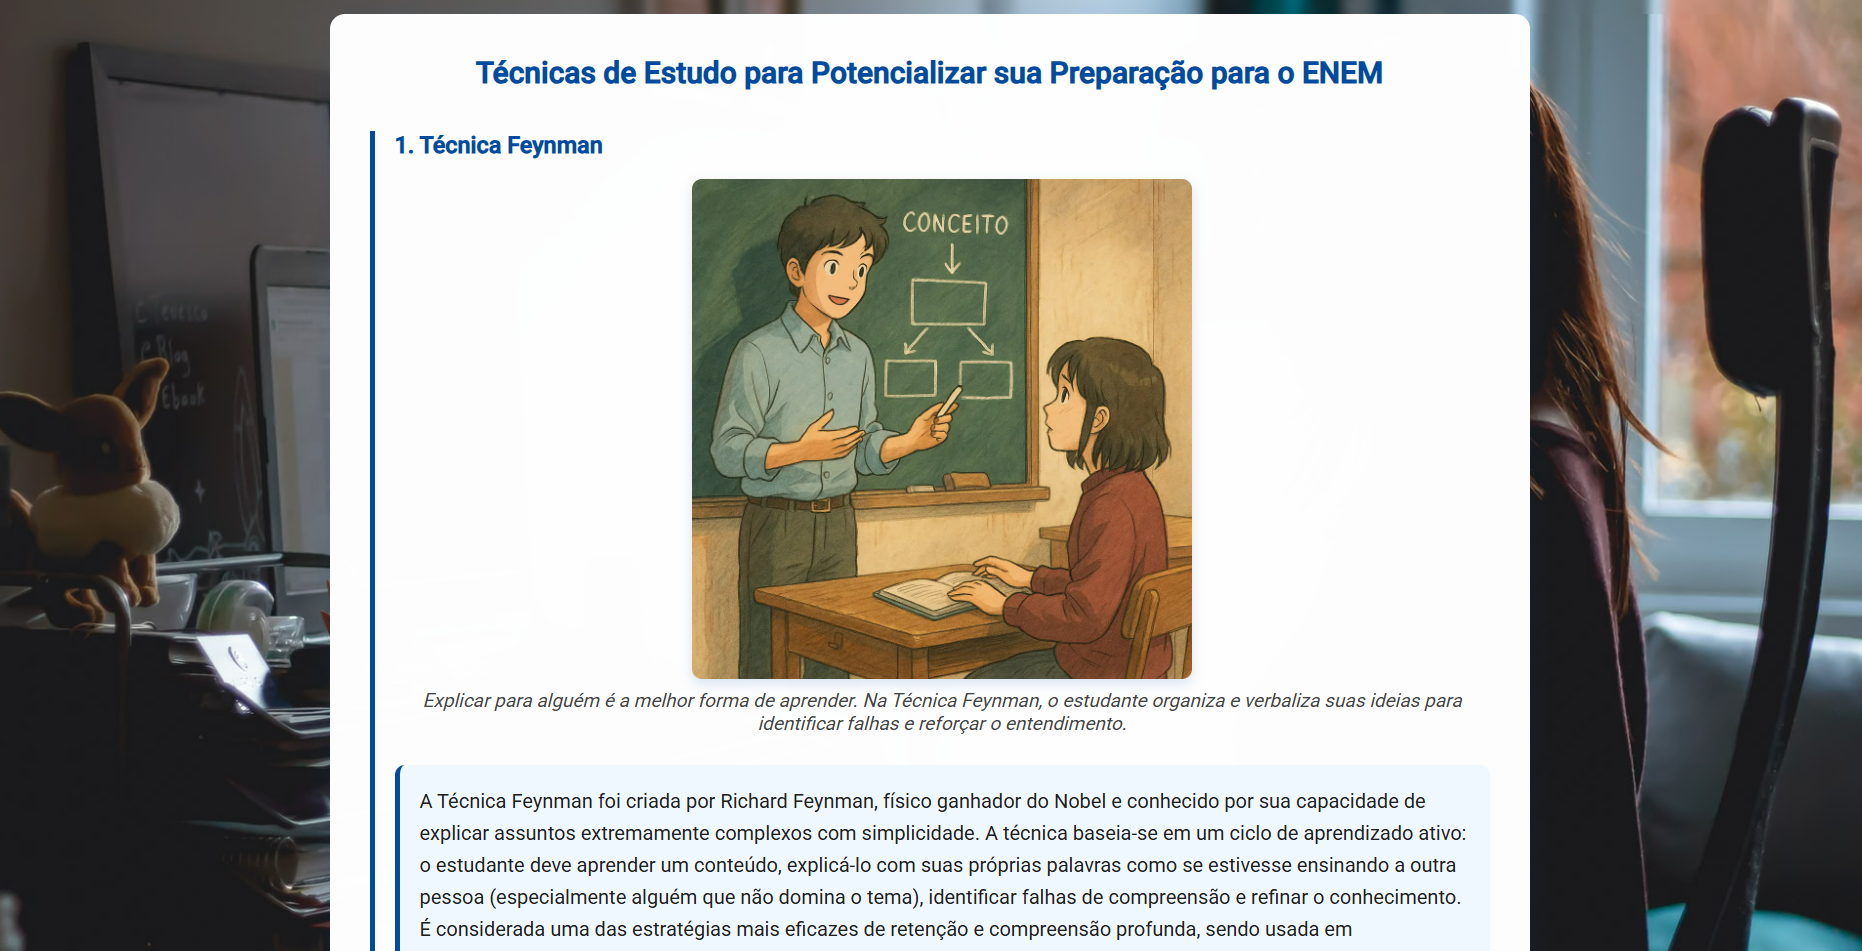 Técnicas de Estudo para Potencializar sua Preparação para o ENEM
1. Técnica Feynman
CONCEITO
Explicar para alguém é a melhor forma de aprender. Na Técnica Feynman, o estudante organiza e verbaliza suas ideias para
identificar falhas e reforçar o entendimento.
A Técnica Feynman foi criada por Richard Feynman, físico ganhador do Nobel e conhecido por sua capacidade de
explicar assuntos extremamente complexos com simplicidade. A técnica baseia-se em um ciclo de aprendizado ativo:
o estudante deve aprender um conteúdo, explicá-lo com suas próprias palavras como se estivesse ensinando a outra
pessoa (especialmente alguém que não domina o tema), identificar falhas de compreensão e refinar o conhecimento.
É considerada uma das estratégias mais eficazes de retenção e compreensão profunda, sendo usada em
Blog
Ebook